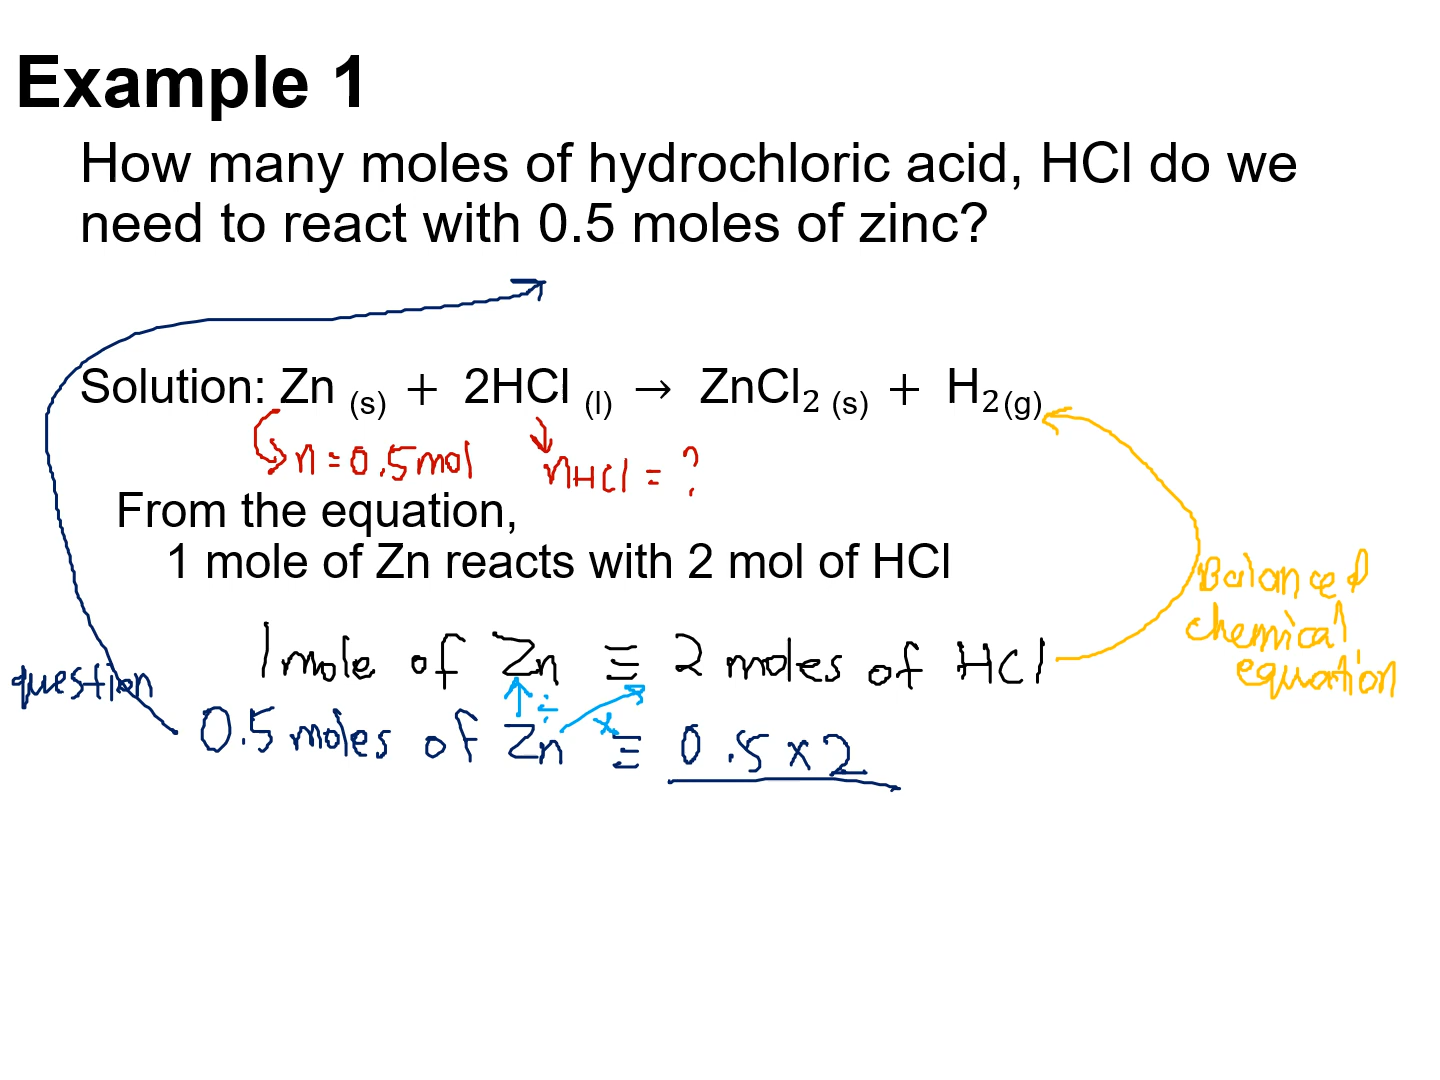 Example 1
How many moles of hydrochloric acid, HCl do we
need to react with 0.5 moles of zinc?
Solution: Zn (s) + 2HCl (l) → ZnCl₂ (s) + H₂(g)
n = 0.5 mol
nHCl = ?
From the equation,
1 mole of Zn reacts with 2 mol of HCl
Balanced
chemical
equation
1 mole of Zn ≡ 2 moles of HCl
question
÷
x
0.5 moles of Zn ≡ 0.5 x 2